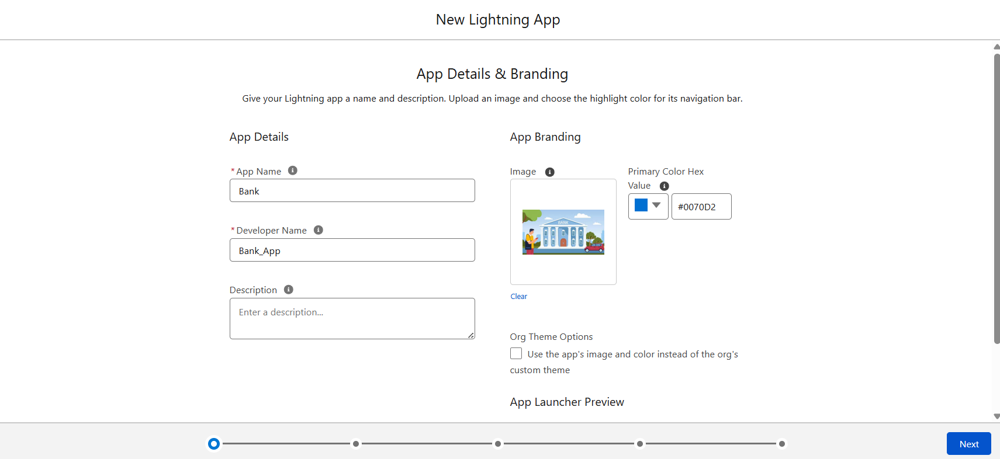 New Lightning App
App Details & Branding
Give your Lightning app a name and description. Upload an image and choose the highlight color for its navigation bar.
App Details
* App Name
Bank
* Developer Name
Bank_App
Description
Enter a description...
App Branding
Image
BANK
Clear
Primary Color Hex
Value
#0070D2
Org Theme Options
Use the app's image and color instead of the org's
custom theme
App Launcher Preview
Next